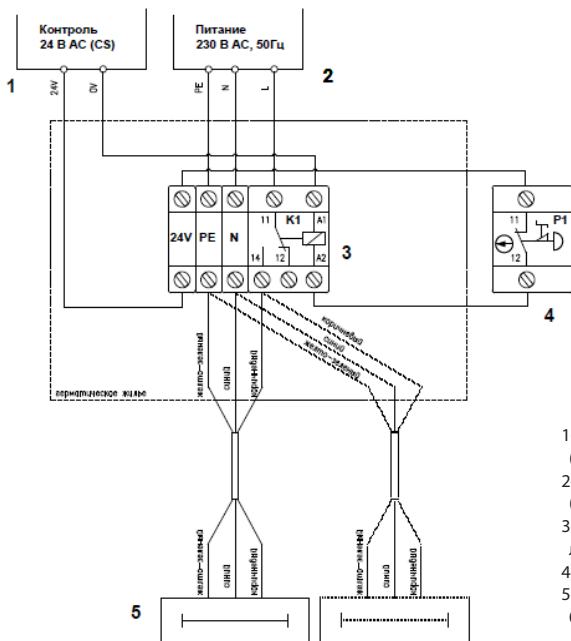 Контроль
24 В AC (CS)
Питание
230 В AC, 50Гц
1
2
24V
0V
PE
N
L
24V
PE
N
11
K1
A1
14
12
A2
3
11
P1
12
4
коричневый
синий
желто-зеленый
желто-зеленый
синий
коричневый
герметическое жилье
желто-зеленый
синий
коричневый
желто-зеленый
синий
коричневый
5
1
(
2
(
3
л
4
5